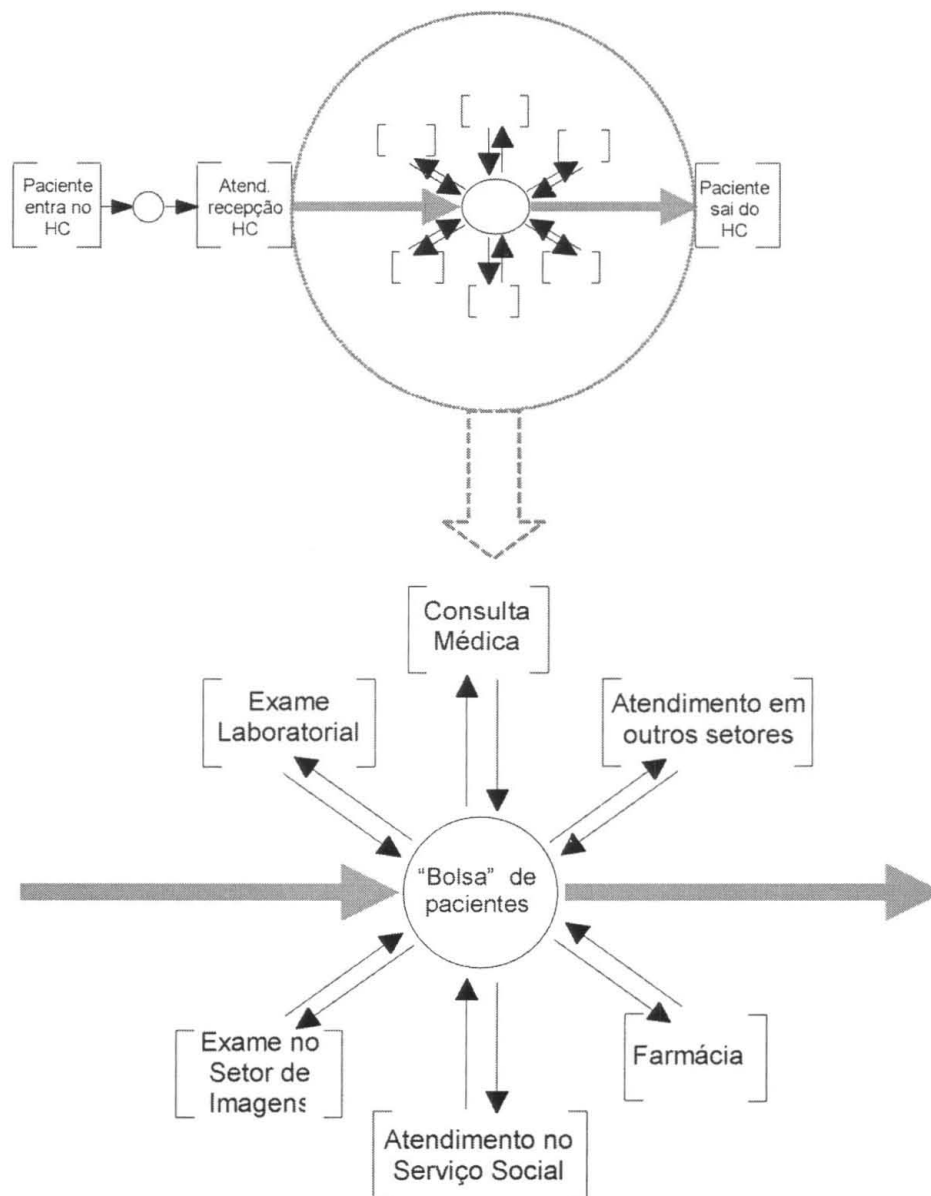 Paciente
entra no
HC
Atend.
recepção
HC
Paciente
sai do
HC
Consulta
Médica
Exame
Laboratorial
Atendimento em
outros setores
“Bolsa” de
pacientes
Exame no
Setor de
Imagens
Farmácia
Atendimento no
Serviço Social